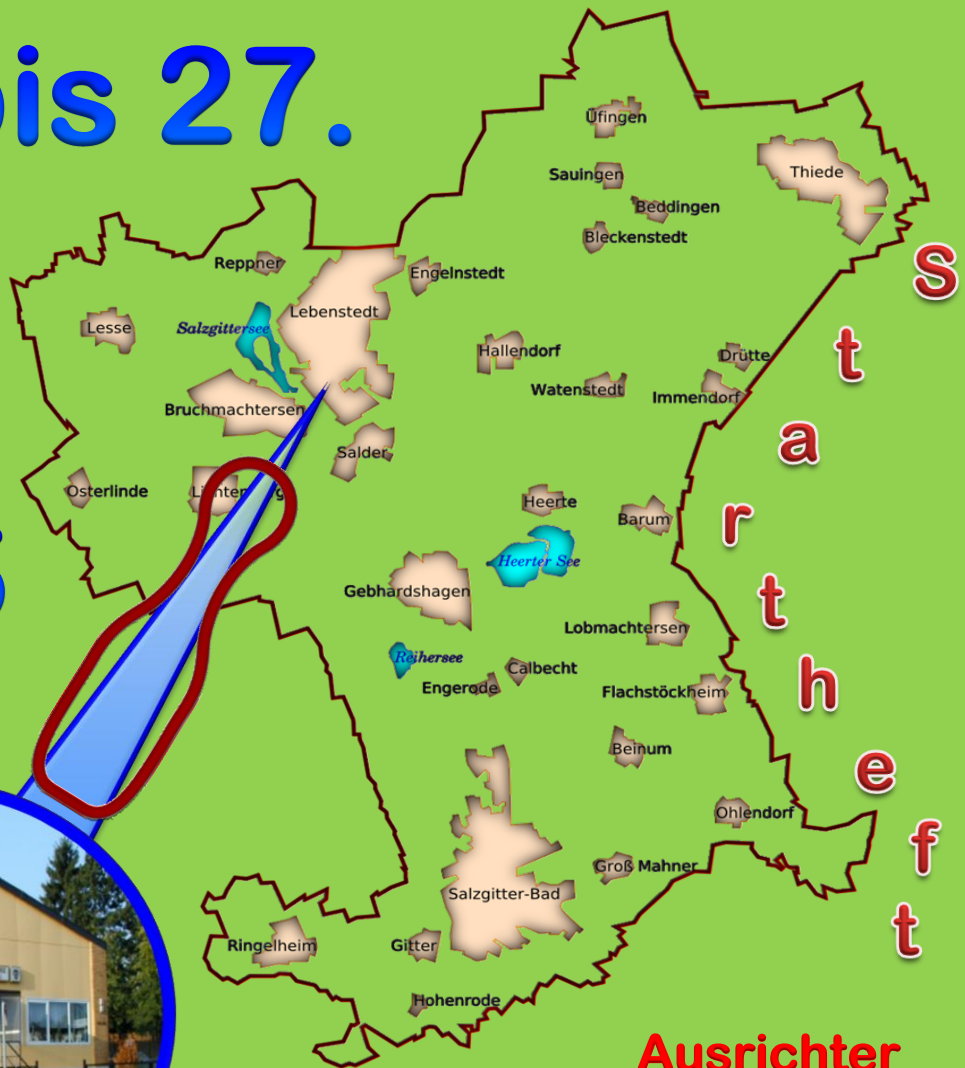 bis 27.
Üfingen
Thiede
Sauingen
Beddingen
Bleckenstedt
Reppner
Engelnstedt
Lebenstedt
Salzgittersee
Lesse
Hallendorf
Drütte
Watenstedt
Immendorf
Bruchmachtersen
Salder
Osterlinde
Heerte
Barum
Heerter See
Gebhardshagen
Lobmachtersen
Reihersee
Calbecht
Engerode
Flachstöckheim
Beinum
Ohlendorf
Groß Mahner
Salzgitter-Bad
Ringelheim
Gitter
Hohenrode
Startheft
Ausrichter